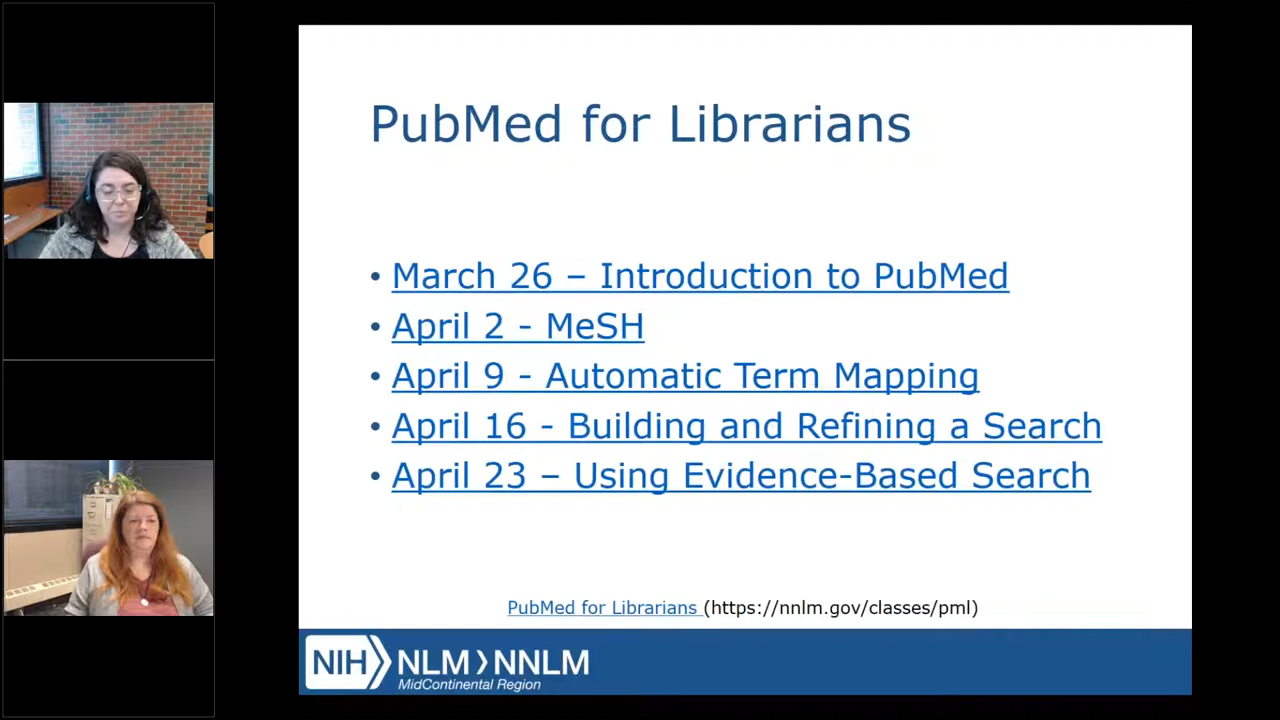 PubMed for Librarians
• March 26 – Introduction to PubMed
• April 2 - MeSH
• April 9 - Automatic Term Mapping
• April 16 - Building and Refining a Search
• April 23 – Using Evidence-Based Search
PubMed for Librarians (https://nnlm.gov/classes/pml)
NIH NLM NNLM
MidContinental Region